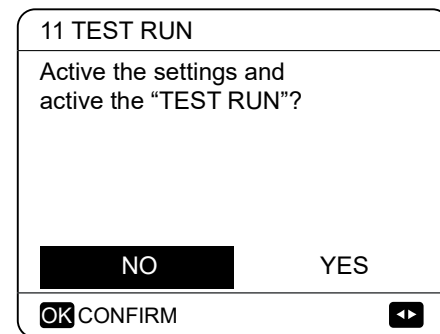 11 TEST RUN
Active the settings and
active the “TEST RUN”?
NO YES
OK CONFIRM